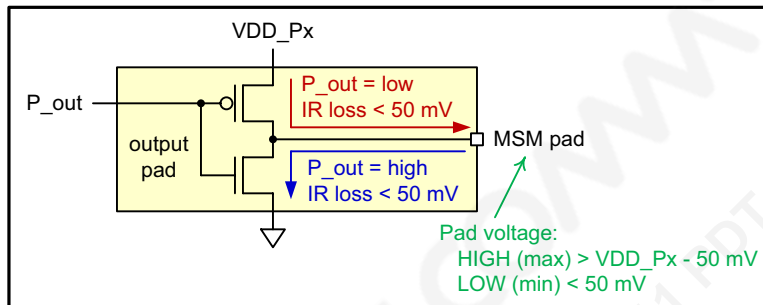 VDD_Px
P_out = low
IR loss < 50 mV
P_out
output
pad
MSM pad
P_out = high
IR loss < 50 mV
Pad voltage:
HIGH (max) > VDD_Px - 50 mV
LOW (min) < 50 mV